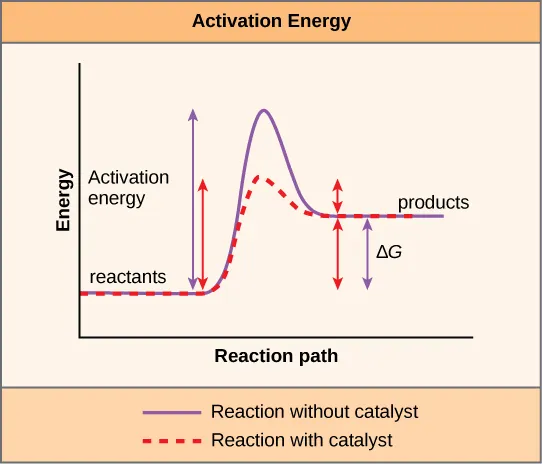 Activation Energy
Energy
Activation
energy
reactants
products
ΔG
Reaction path
Reaction without catalyst
Reaction with catalyst